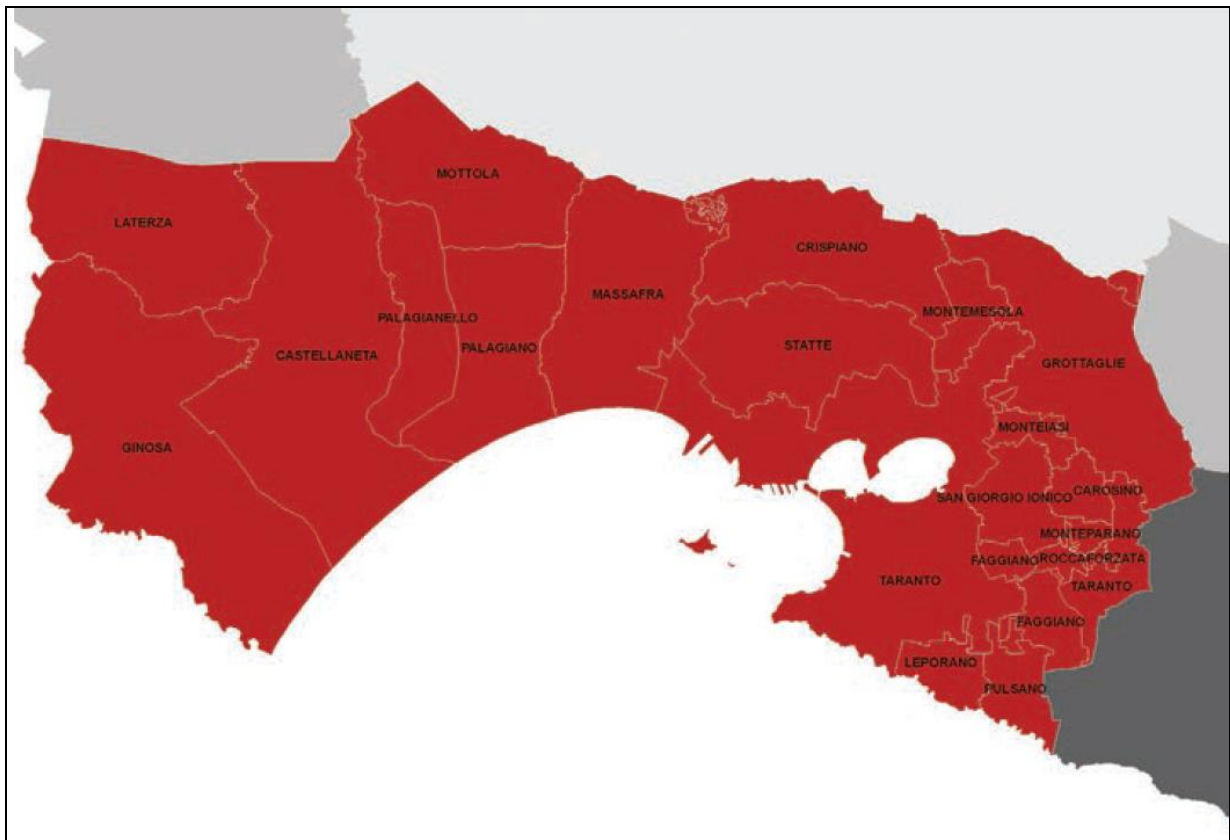 MOTTOLA
LATERZA
CRISPIANO
MASSAFRA
MONTEMESOLA
PALAGIANELLO
STATTE
PALAGIANO
CASTELLANETA
GROTTAGLIE
MONTEIASI
GINOSA
CAROSINO
SAN GIORGIO IONICO
MONTEPARANO
FAGGIANO
ROCCAFORZATA
TARANTO
TARANTO
FAGGIANO
LEPORANO
PULSANO